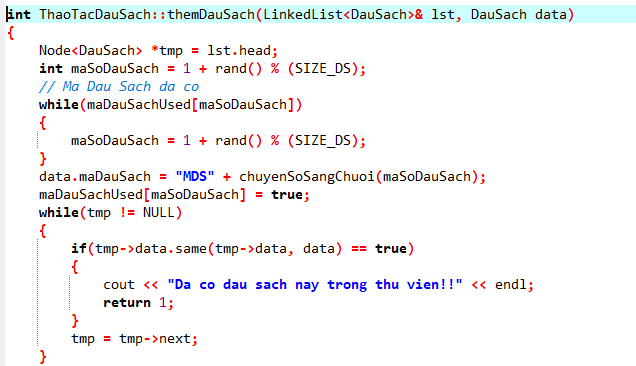 int ThaoTacDauSach::themDauSach(LinkedList<DauSach>& lst, DauSach data)
{
    Node<DauSach> *tmp = lst.head;
    int maSoDauSach = 1 + rand() % (SIZE_DS);
    // Ma Dau Sach da co
    while(maDauSachUsed[maSoDauSach])
    {
        maSoDauSach = 1 + rand() % (SIZE_DS);
    }
    data.maDauSach = "MDS" + chuyenSoSangChuoi(maSoDauSach);
    maDauSachUsed[maSoDauSach] = true;
    while(tmp != NULL)
    {
        if(tmp->data.same(tmp->data, data) == true)
        {
            cout << "Da co dau sach nay trong thu vien!!" << endl;
            return 1;
        }
        tmp = tmp->next;
    }